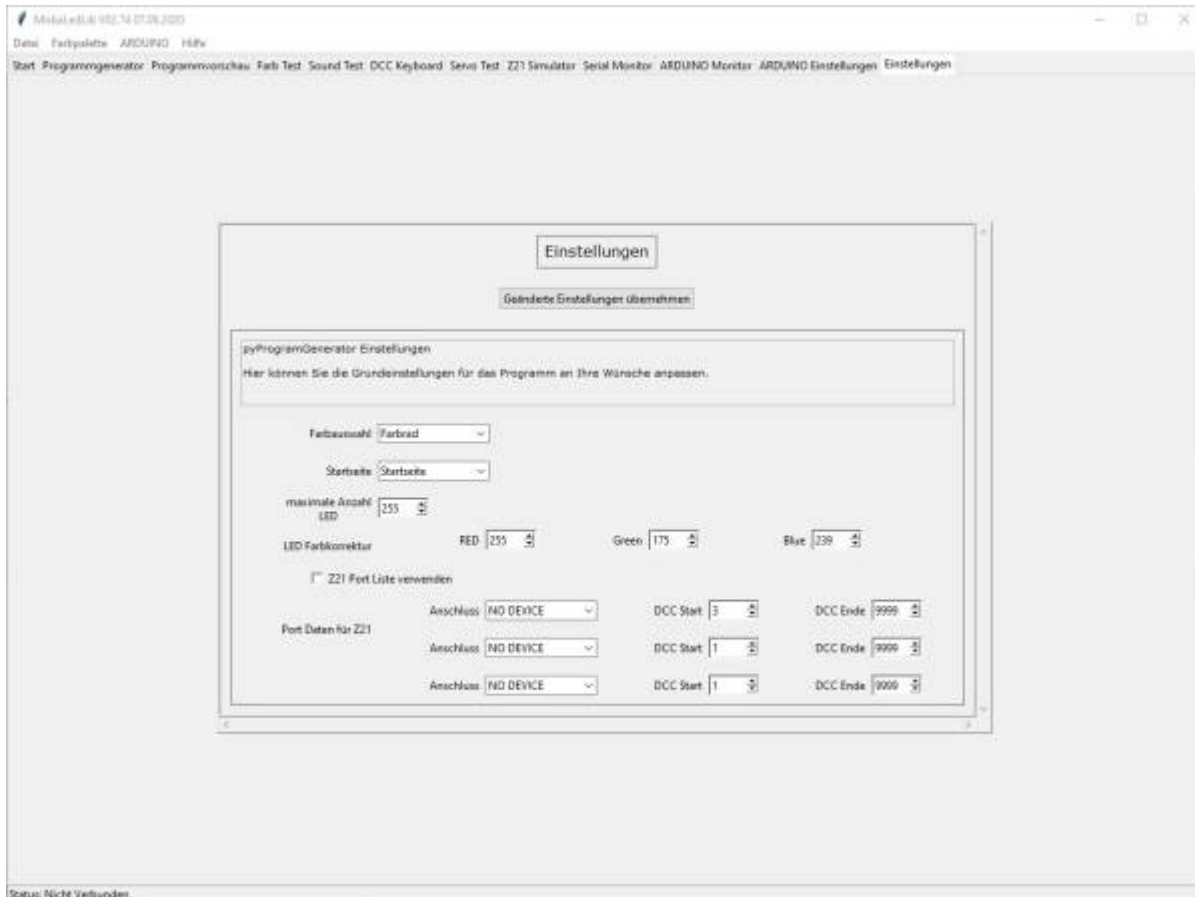 MobaLedLib V02.74 07.06.2020
Datei Farbpalette ARDUINO Hilfe
Start Programmgenerator Programmvorschau Farb Test Sound Test DCC Keyboard Servo Test Z21 Simulator Serial Monitor ARDUINO Monitor ARDUINO Einstellungen Einstellungen
Einstellungen
Geänderte Einstellungen übernehmen
pyProgramGenerator Einstellungen
Hier können Sie die Grundeinstellungen für das Programm an Ihre Wünsche anpassen.
Farbauswahl Farbrad
Startseite Startseite
maximale Anzahl
LED 255
LED Farbkorrektur RED 255 Green 175 Blue 239
Z21 Port Liste verwenden
Port Daten für Z21 Anschluss NO DEVICE DCC Start 3 DCC Ende 9999
Anschluss NO DEVICE DCC Start 1 DCC Ende 9999
Anschluss NO DEVICE DCC Start 1 DCC Ende 9999
Status: Nicht Verbunden